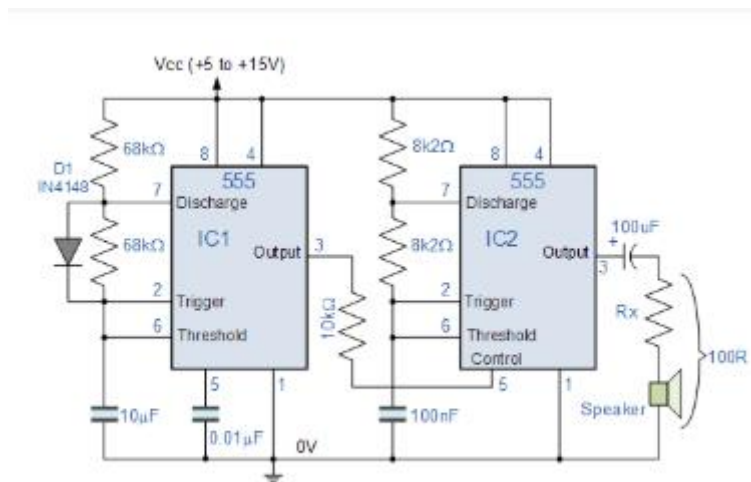 Vcc (+5 to +15V)
68kΩ
8
4
555
D1
IN4148
7
Discharge
68kΩ
IC1
Output
3
2
Trigger
6
Threshold
5
1
10µF
0.01µF
0V
10kΩ
8k2Ω
8
4
555
7
Discharge
8k2Ω
IC2
Output
3
2
Trigger
6
Threshold
Control
5
1
100nF
100uF
+
Rx
100R
Speaker